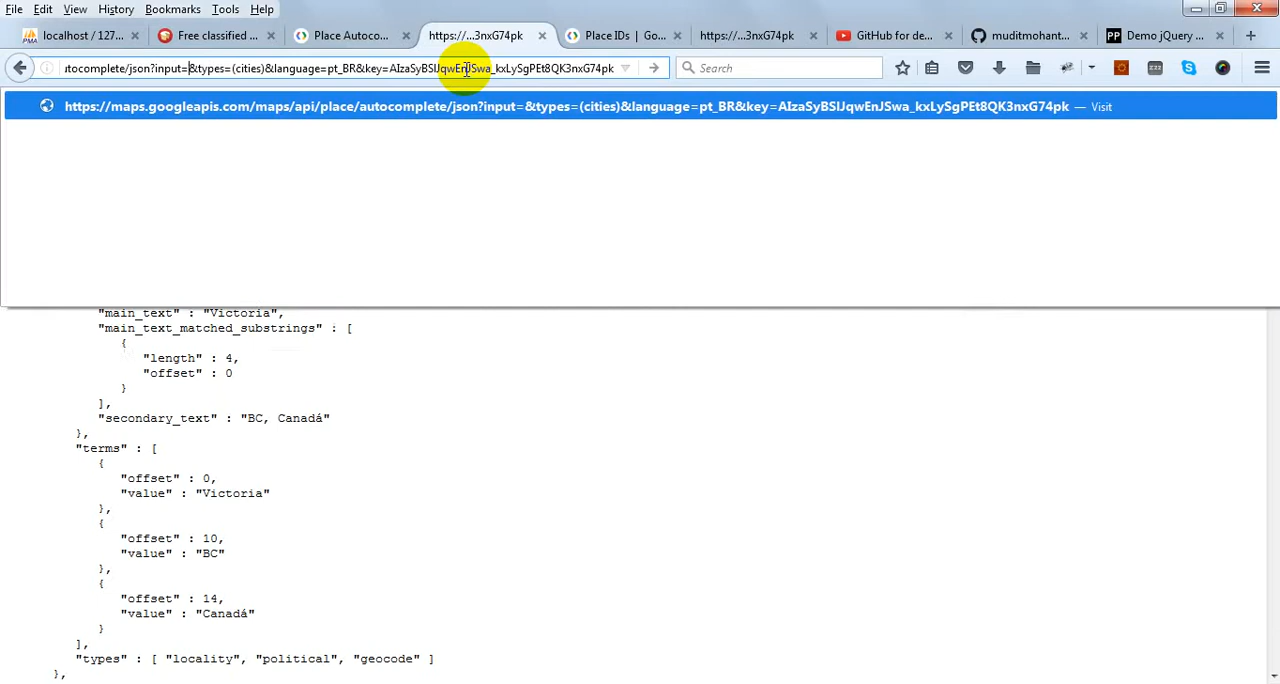 File Edit View History Bookmarks Tools Help
localhost / 127... Free classified ... Place Autoco... https://...3nxG74pk Place IDs | Go... https://...3nxG74pk GitHub for de... muditmohant... Demo jQuery ...
utocomplete/json?input=&types=(cities)&language=pt_BR&key=AIzaSyBSIJqwEnJSwa_kxLySgPEt8QK3nxG74pk Search
https://maps.googleapis.com/maps/api/place/autocomplete/json?input=&types=(cities)&language=pt_BR&key=AIzaSyBSIJqwEnJSwa_kxLySgPEt8QK3nxG74pk — Visit
"main_text" : "Victoria",
"main_text_matched_substrings" : [
{
"length" : 4,
"offset" : 0
}
],
"secondary_text" : "BC, Canadá"
},
"terms" : [
{
"offset" : 0,
"value" : "Victoria"
},
{
"offset" : 10,
"value" : "BC"
},
{
"offset" : 14,
"value" : "Canadá"
}
],
"types" : [ "locality", "political", "geocode" ]
},